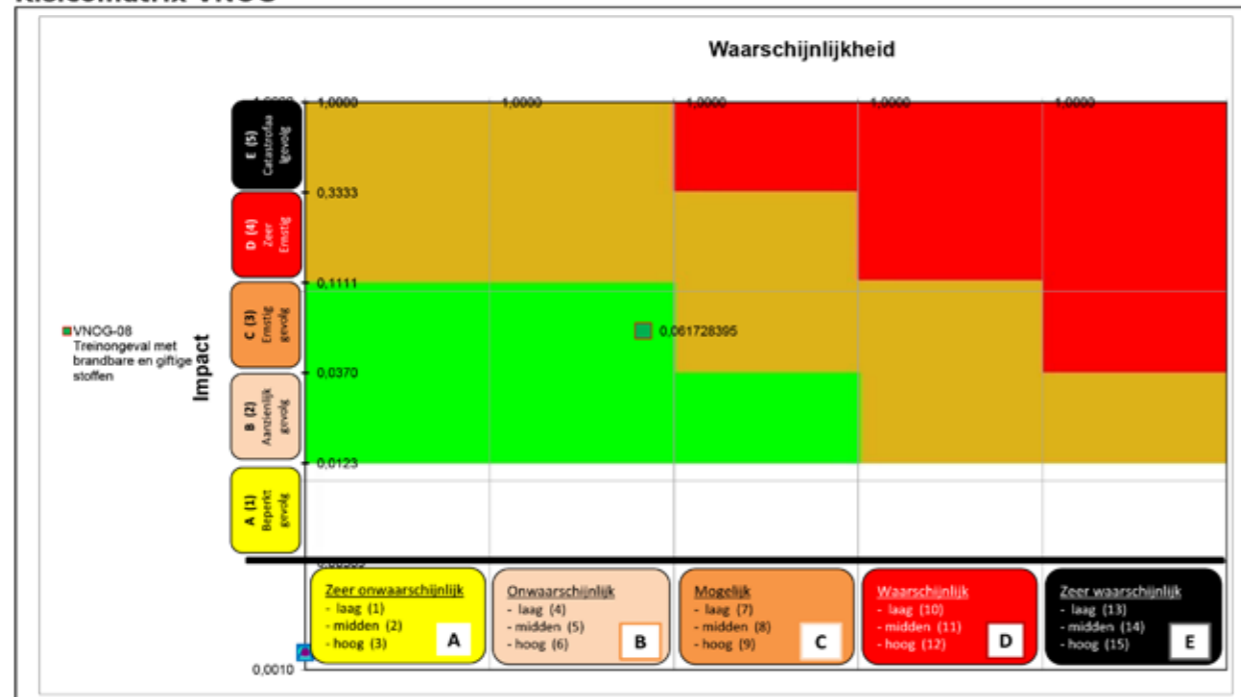 Risicomatrix VNOG
Waarschijnlijkheid
1,0000
1,0000
1,0000
1,0000
1,0000
E (5)
Catastrofaa
lgevolg
0,3333
D (4)
Zeer
Ernstig
0,1111
C (3)
Ernstig
gevolg
VNOG-08
Treinongeval met
brandbare en giftige
stoffen
0,061728395
Impact
0,0370
B (2)
Aanzienlijk
gevolg
0,0123
A (1)
Beperkt
gevolg
Zeer onwaarschijnlijk
- laag (1)
- midden (2)
- hoog (3)
A
Onwaarschijnlijk
- laag (4)
- midden (5)
- hoog (6)
B
Mogelijk
- laag (7)
- midden (8)
- hoog (9)
C
Waarschijnlijk
- laag (10)
- midden (11)
- hoog (12)
D
Zeer waarschijnlijk
- laag (13)
- midden (14)
- hoog (15)
E
0,0010